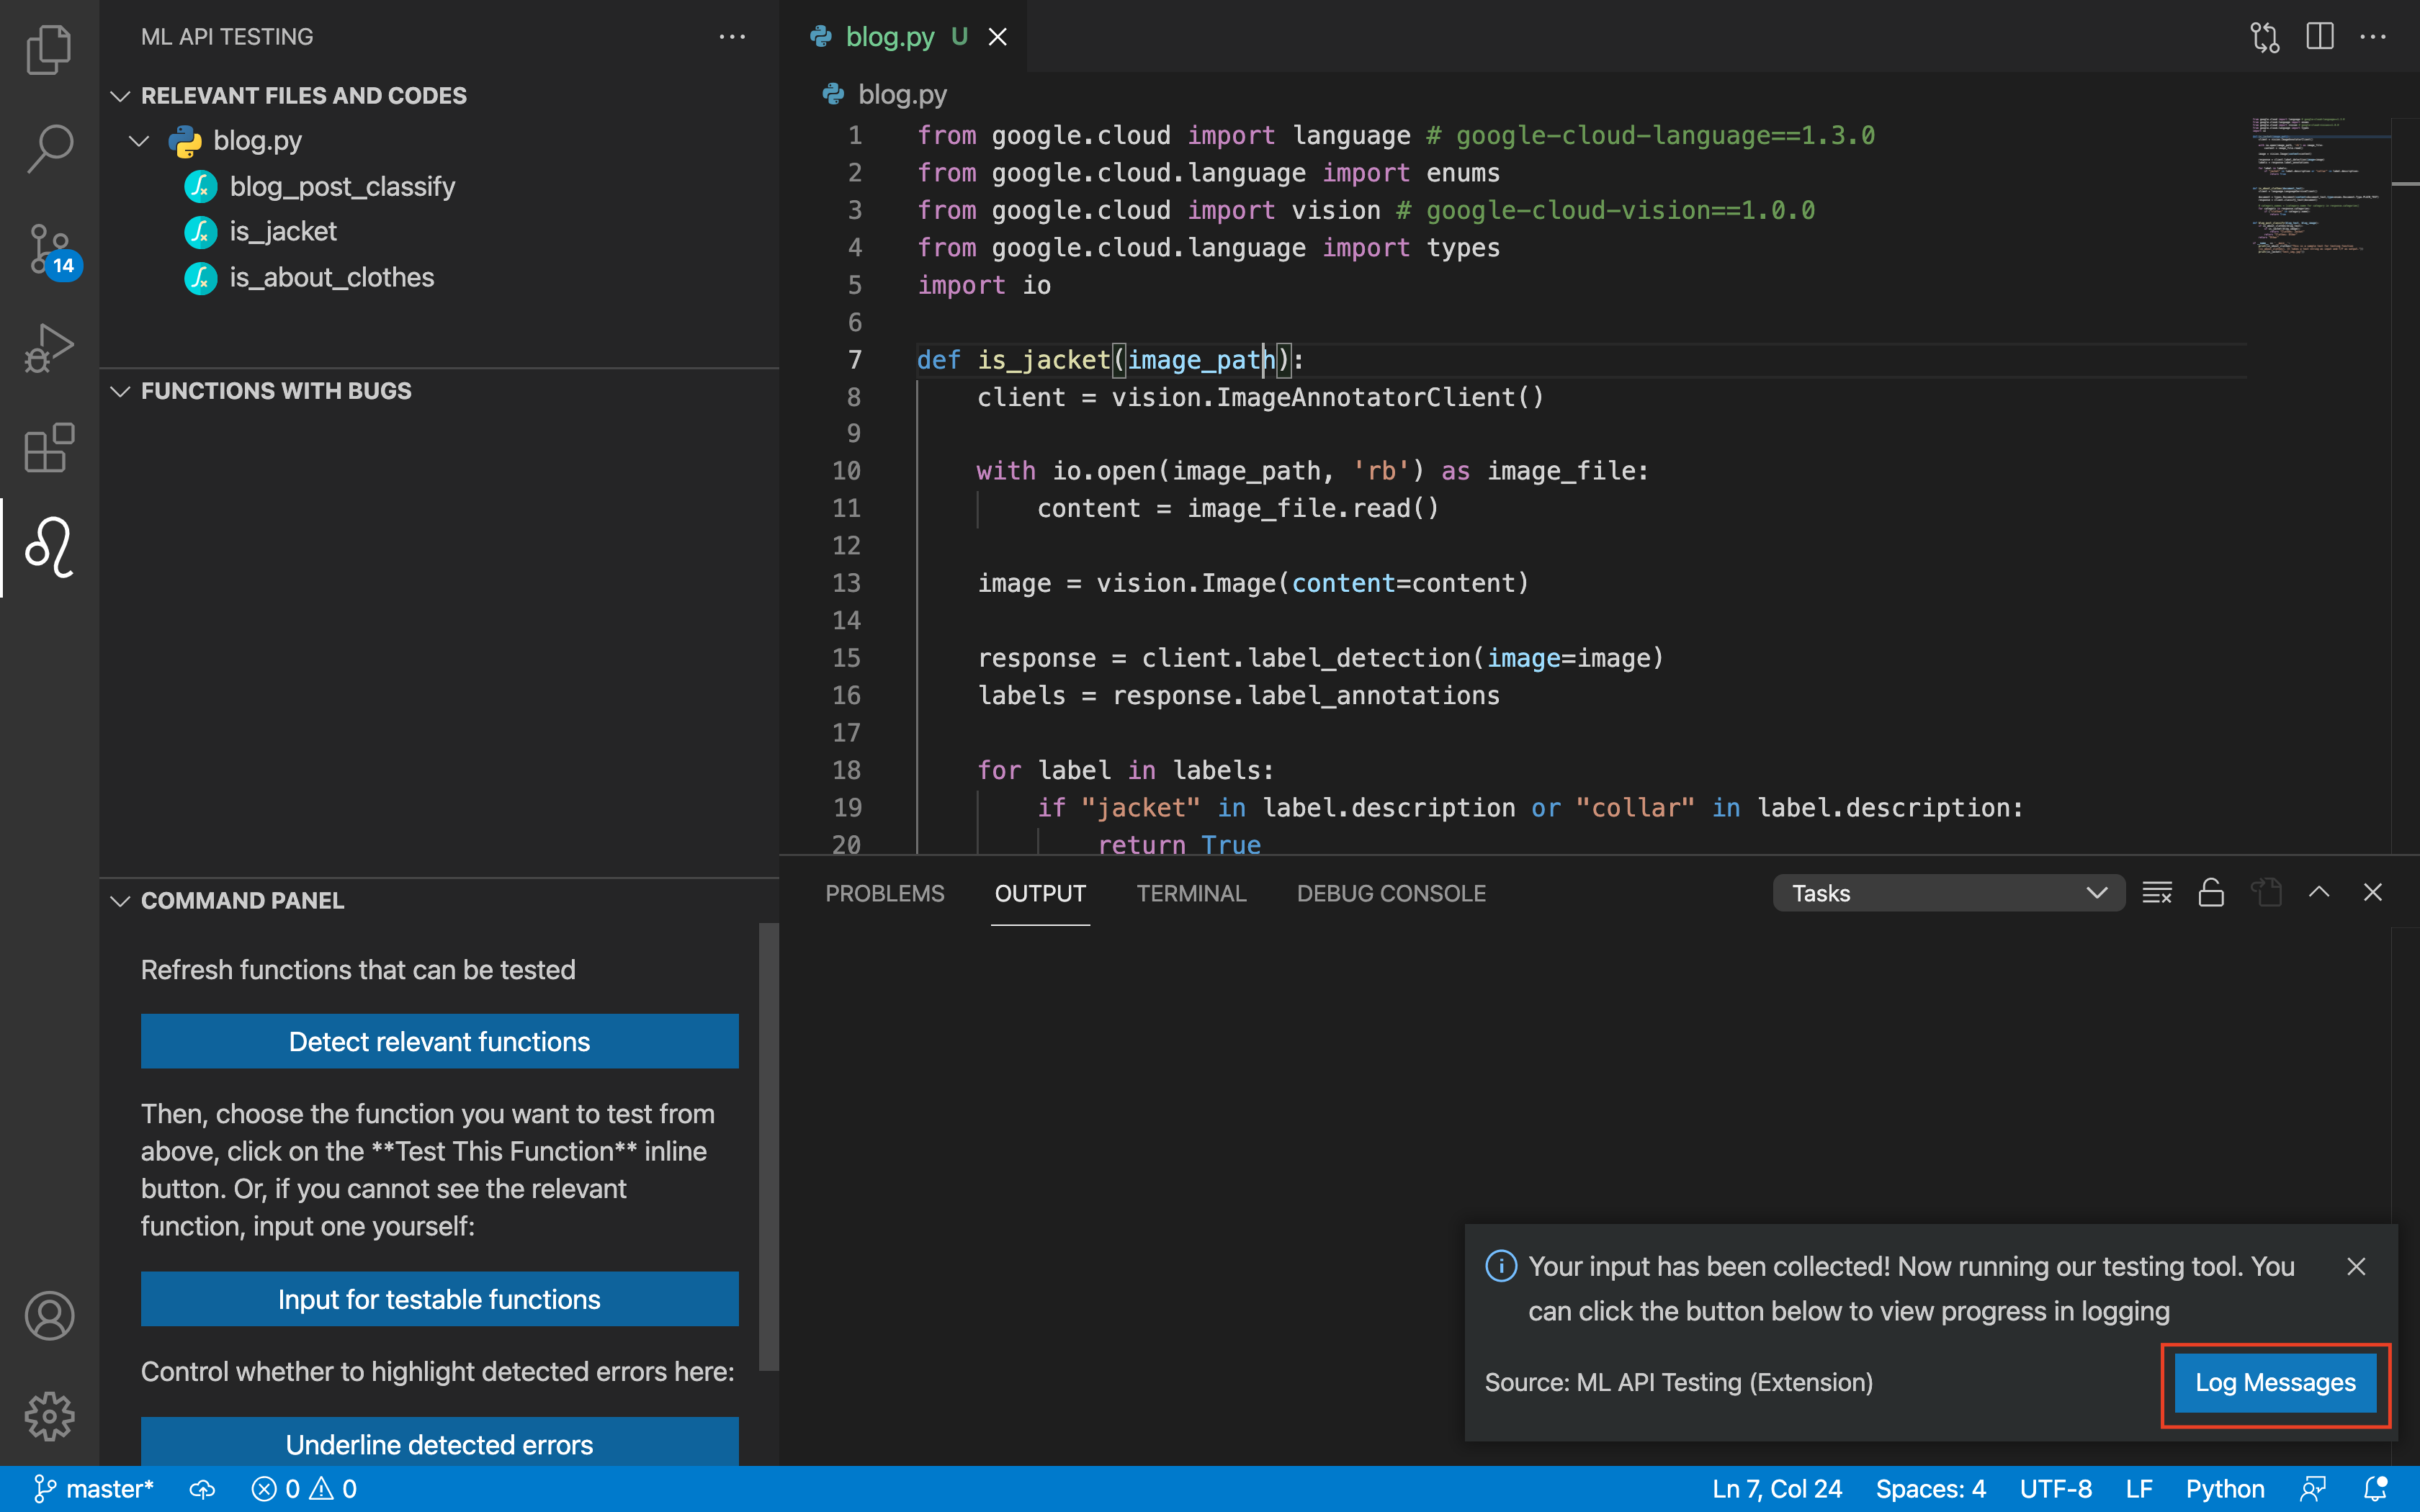 ML API TESTING
RELEVANT FILES AND CODES
blog.py
blog_post_classify
is_jacket
is_about_clothes
14
FUNCTIONS WITH BUGS
COMMAND PANEL
Refresh functions that can be tested
Detect relevant functions
Then, choose the function you want to test from
above, click on the **Test This Function** inline
button. Or, if you cannot see the relevant
function, input one yourself:
Input for testable functions
Control whether to highlight detected errors here:
Underline detected errors
blog.py U
blog.py
1 from google.cloud import language # google-cloud-language==1.3.0
2 from google.cloud.language import enums
3 from google.cloud import vision # google-cloud-vision==1.0.0
4 from google.cloud.language import types
5 import io
6
7 def is_jacket(image_path):
8 client = vision.ImageAnnotatorClient()
9
10 with io.open(image_path, 'rb') as image_file:
11 content = image_file.read()
12
13 image = vision.Image(content=content)
14
15 response = client.label_detection(image=image)
16 labels = response.label_annotations
17
18 for label in labels:
19 if "jacket" in label.description or "collar" in label.description:
20 return True
PROBLEMS OUTPUT TERMINAL DEBUG CONSOLE Tasks
Your input has been collected! Now running our testing tool. You
can click the button below to view progress in logging
Source: ML API Testing (Extension) Log Messages
master* 0 0 Ln 7, Col 24 Spaces: 4 UTF-8 LF Python